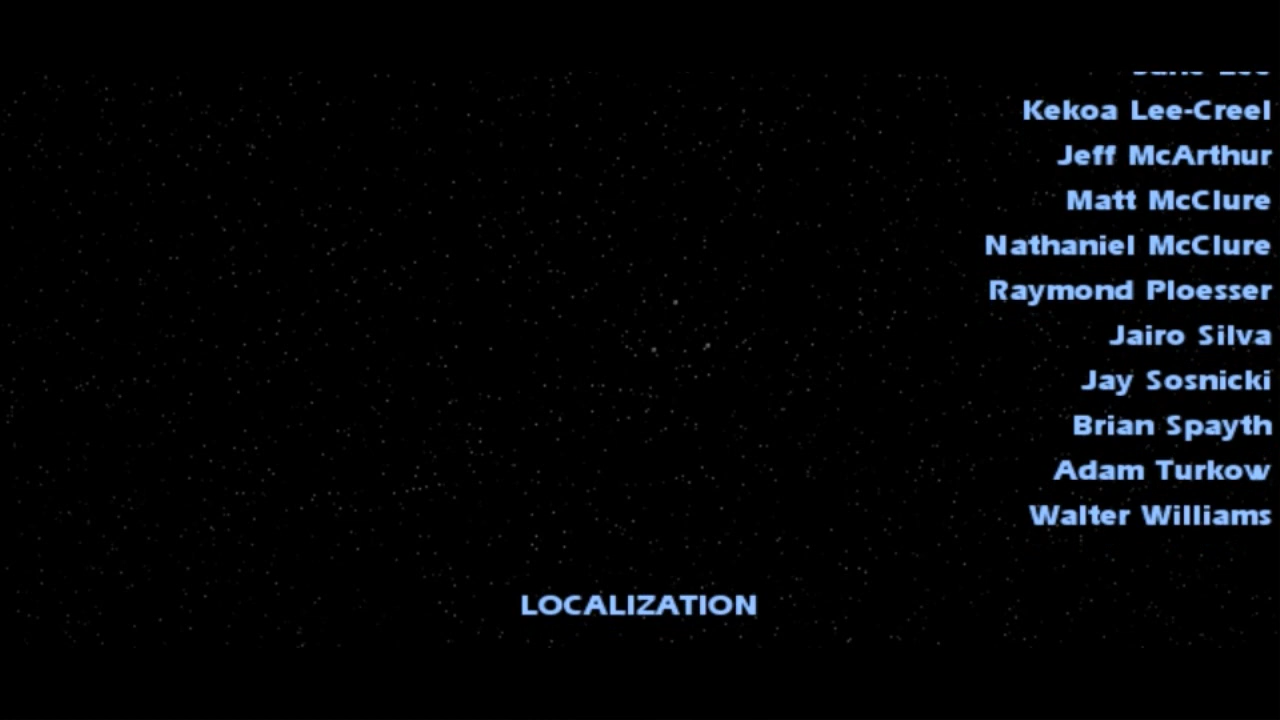 Kekoa Lee-Creel
Jeff McArthur
Matt McClure
Nathaniel McClure
Raymond Ploesser
Jairo Silva
Jay Sosnicki
Brian Spayth
Adam Turkow
Walter Williams
LOCALIZATION